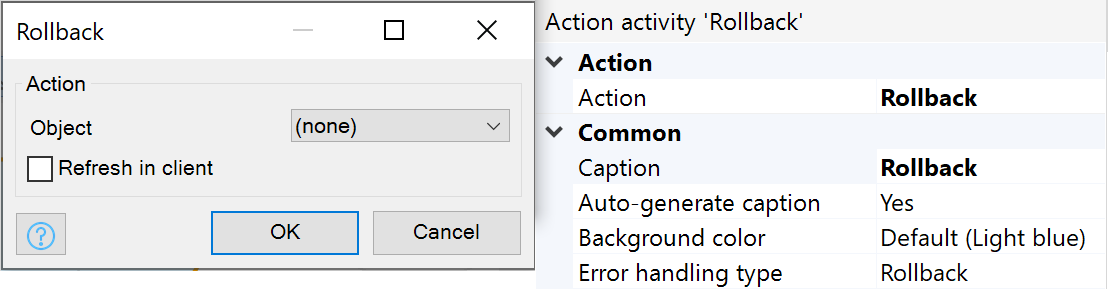 Rollback
Action
Object (none)
Refresh in client
?
OK Cancel
Action activity 'Rollback'
Action
Action Rollback
Common
Caption Rollback
Auto-generate caption Yes
Background color Default (Light blue)
Error handling type Rollback